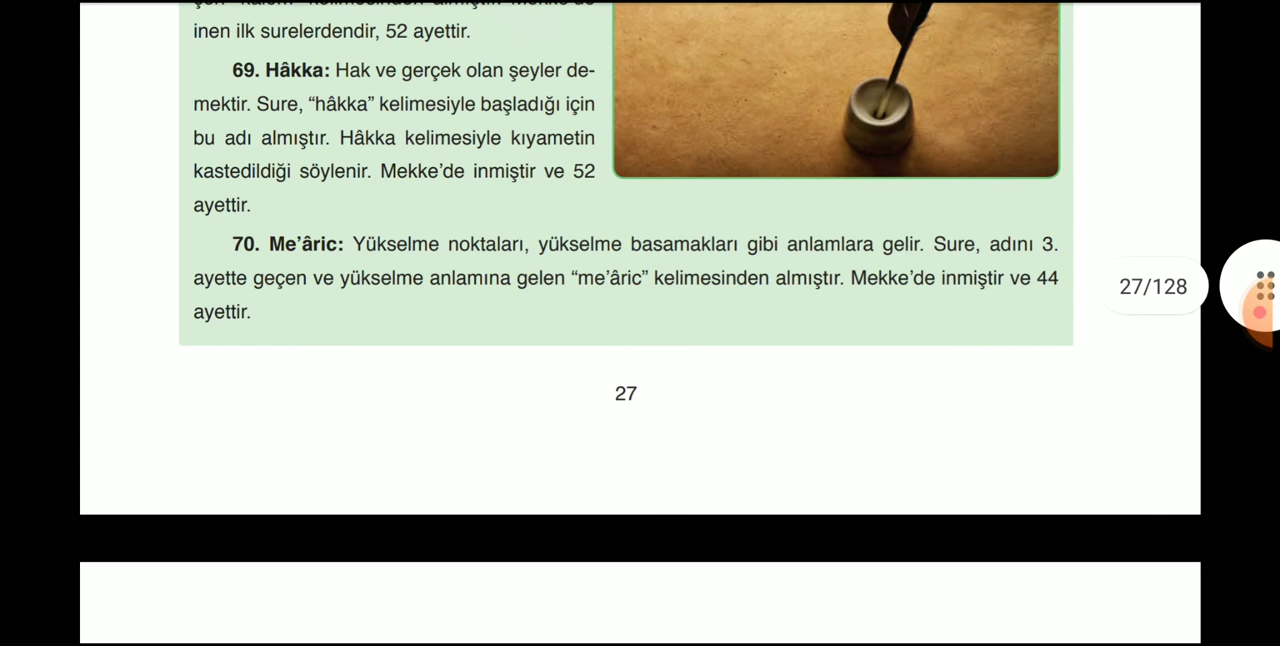 inen ilk surelerdendir, 52 ayettir.
69. Hâkka: Hak ve gerçek olan şeyler de-
mektir. Sure, “hâkka” kelimesiyle başladığı için
bu adı almıştır. Hâkka kelimesiyle kıyametin
kastedildiği söylenir. Mekke’de inmiştir ve 52
ayettir.
70. Me’âric: Yükselme noktaları, yükselme basamakları gibi anlamlara gelir. Sure, adını 3.
ayette geçen ve yükselme anlamına gelen “me’âric” kelimesinden almıştır. Mekke’de inmiştir ve 44
ayettir.
27/128
27